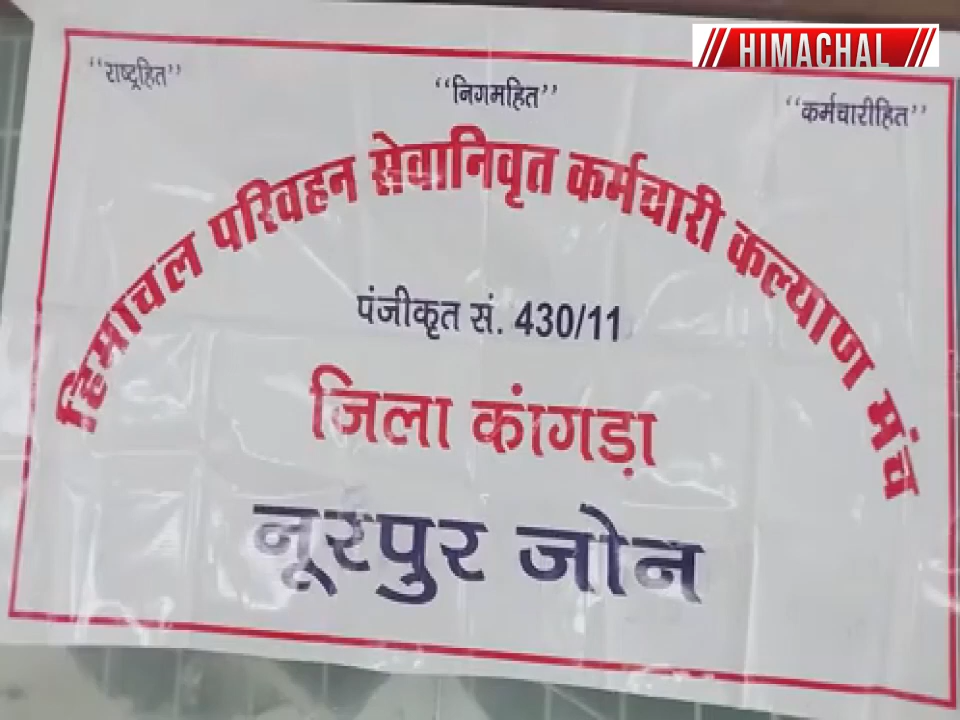 HIMACHAL
“राष्ट्रहित” “निगमहित” “कर्मचारीहित”
हिमाचल परिवहन सेवानिवृत कर्मचारी कल्याण मंच
पंजीकृत सं. 430/11
जिला कांगड़ा
नूरपुर जोन